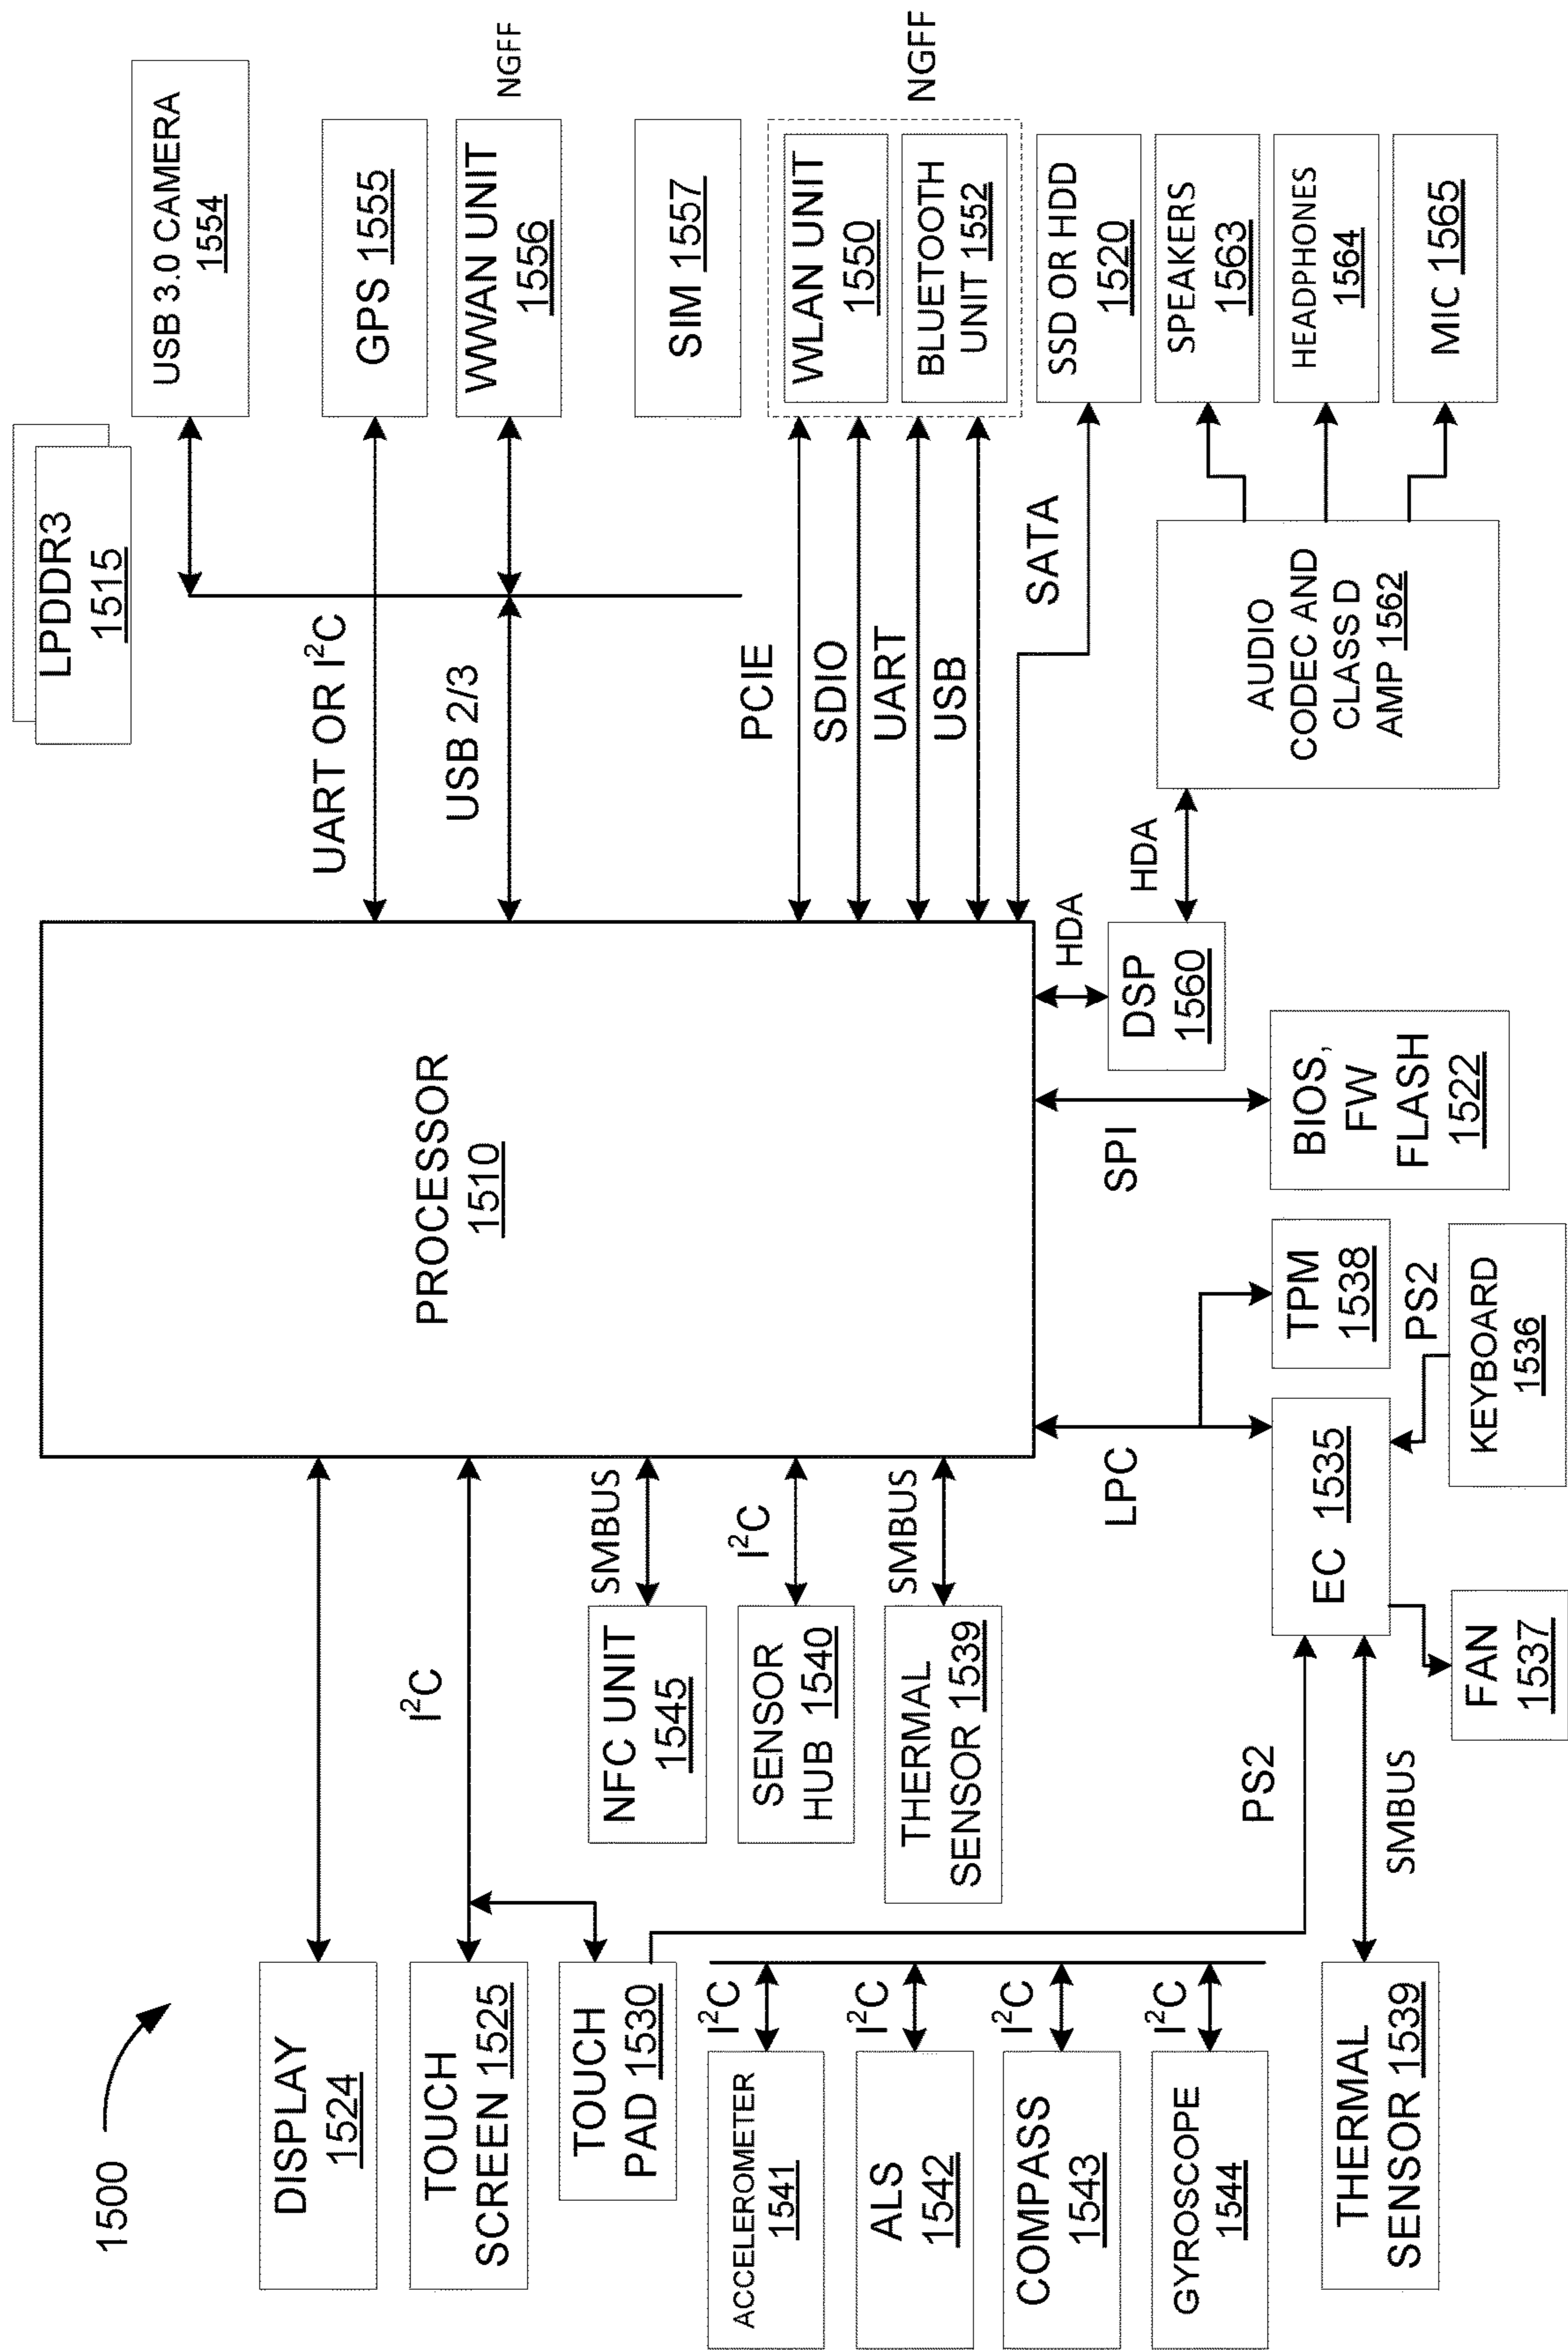 1500
LPDDR3
1515
DISPLAY
1524
TOUCH
SCREEN 1525
TOUCH
PAD 1530
ACCELEROMETER
1541
ALS
1542
COMPASS
1543
GYROSCOPE
1544
THERMAL
SENSOR 1539
I²C
I²C
I²C
I²C
I²C
SMBUS
NFC UNIT
1545
I²C
SENSOR
HUB 1540
SMBUS
THERMAL
SENSOR 1539
PS2
SMBUS
PROCESSOR
1510
LPC
EC 1535
FAN
1537
TPM
1538
PS2
KEYBOARD
1536
SPI
BIOS,
FW
FLASH
1522
HDA
DSP
1560
HDA
AUDIO
CODEC AND
CLASS D
AMP 1562
UART OR I²C
USB 2/3
PCIE
SDIO
UART
USB
SATA
USB 3.0 CAMERA
1554
GPS 1555
WWAN UNIT
1556
NGFF
SIM 1557
WLAN UNIT
1550
BLUETOOTH
UNIT 1552
NGFF
SSD OR HDD
1520
SPEAKERS
1563
HEADPHONES
1564
MIC 1565